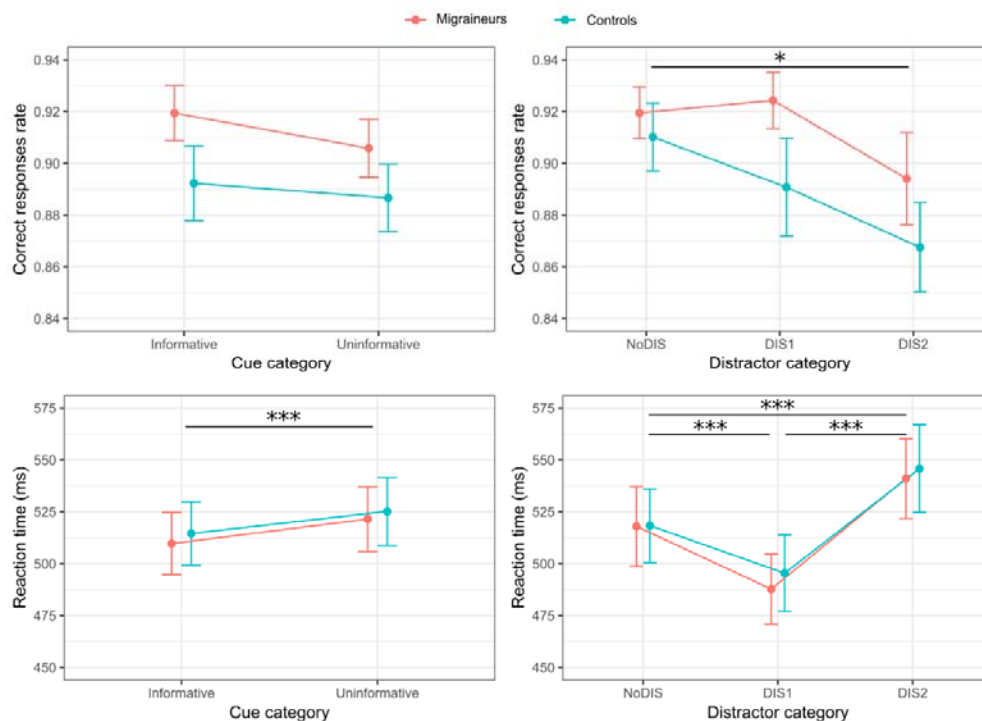 Migraineurs Controls
0.94
0.92
0.90
0.88
0.86
0.84
Correct responses rate
Informative Uninformative
Cue category
*
0.94
0.92
0.90
0.88
0.86
0.84
Correct responses rate
NoDIS DIS1 DIS2
Distractor category
***
575
550
525
500
475
450
Reaction time (ms)
Informative Uninformative
Cue category
***
*** ***
575
550
525
500
475
450
Reaction time (ms)
NoDIS DIS1 DIS2
Distractor category